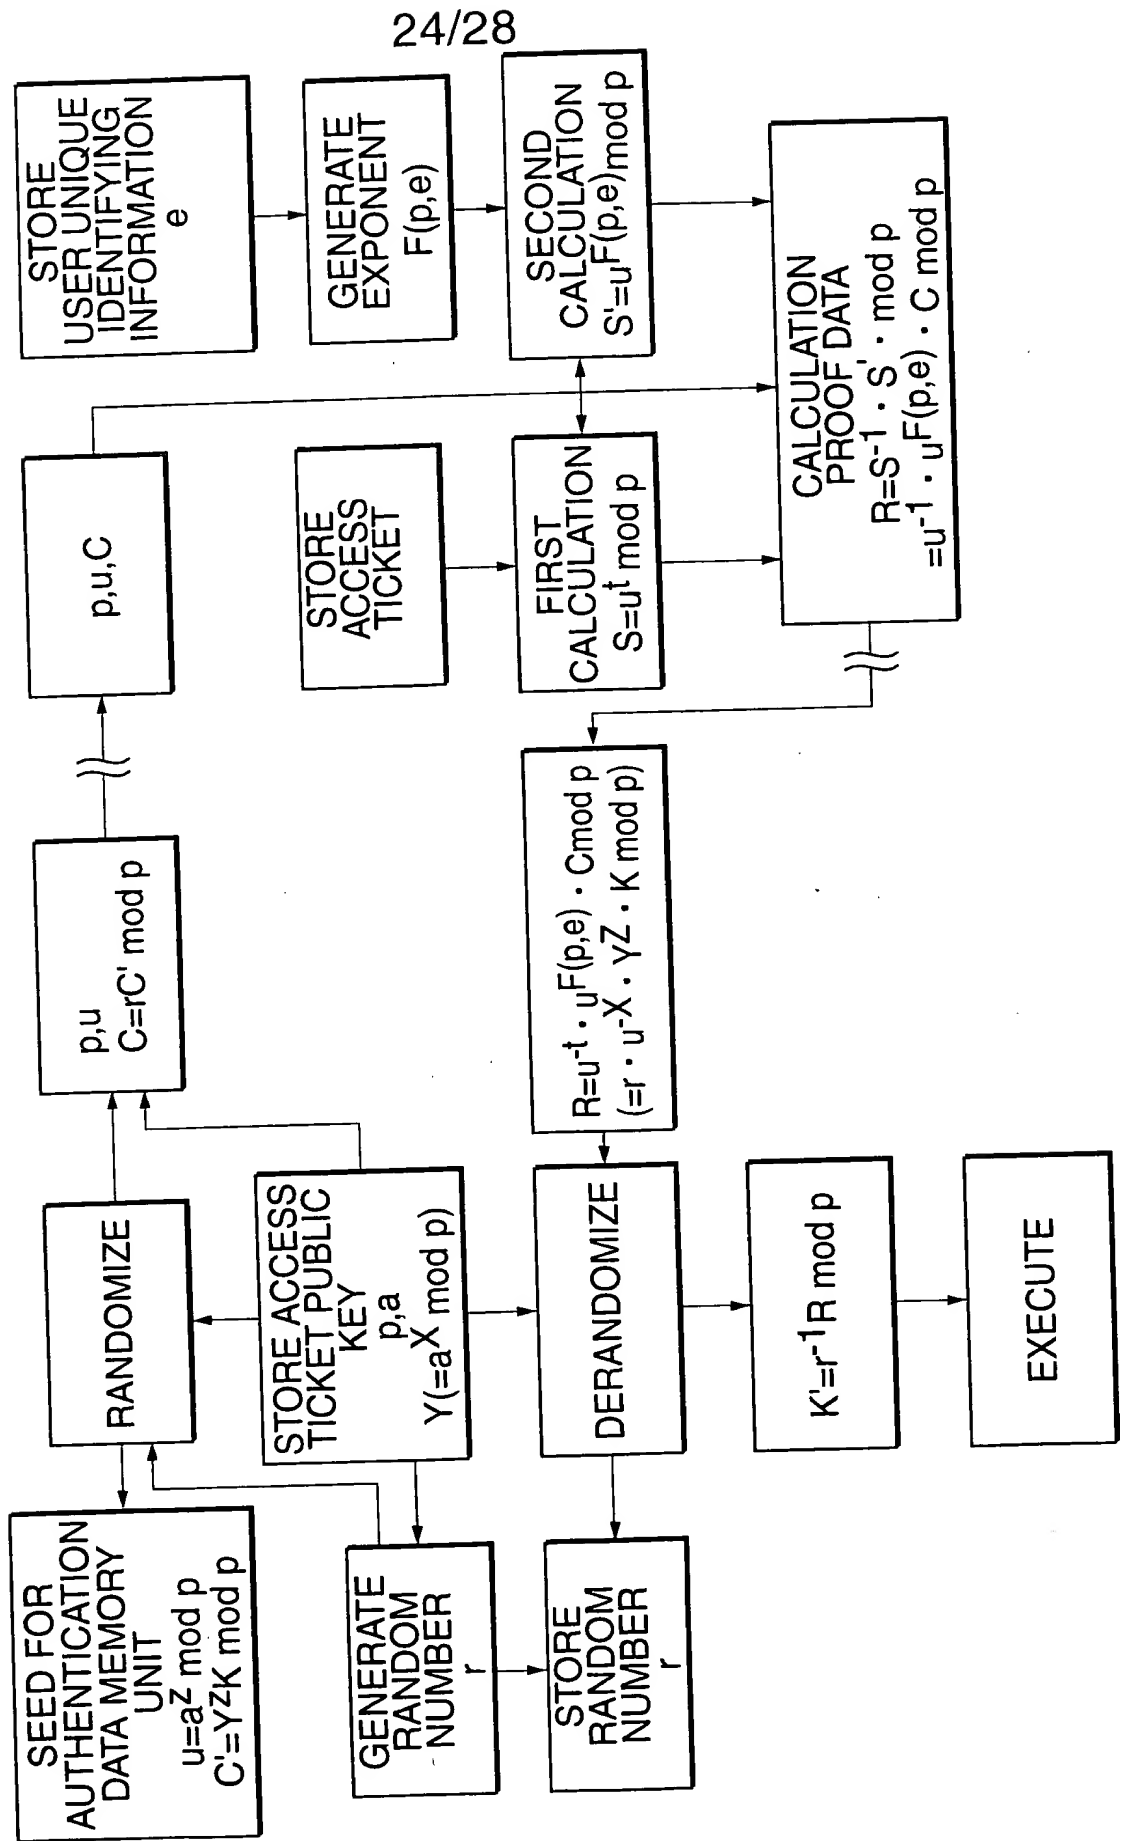 24/28
SEED FOR
AUTHENTICATION
DATA MEMORY
UNIT
u=a^z mod p
C'=Y^zK mod p
RANDOMIZE
p,u
C=rC' mod p
p,u,C
STORE
USER UNIQUE
IDENTIFYING
INFORMATION
e
GENERATE
RANDOM
NUMBER
r
STORE ACCESS
TICKET PUBLIC
KEY
p,a
Y(=a^X mod p)
STORE
ACCESS
TICKET
GENERATE
EXPONENT
F(p,e)
STORE
RANDOM
NUMBER
r
DERANDOMIZE
R=u^-t · u^F(p,e) · Cmod p
(=r · u^-X · Y^Z · K mod p)
FIRST
CALCULATION
S=u^t mod p
SECOND
CALCULATION
S'=u^F(p,e) mod p
K'=r^-1R mod p
CALCULATION
PROOF DATA
R=S^-1 · S' · mod p
=u^-1 · u^F(p,e) · C mod p
EXECUTE